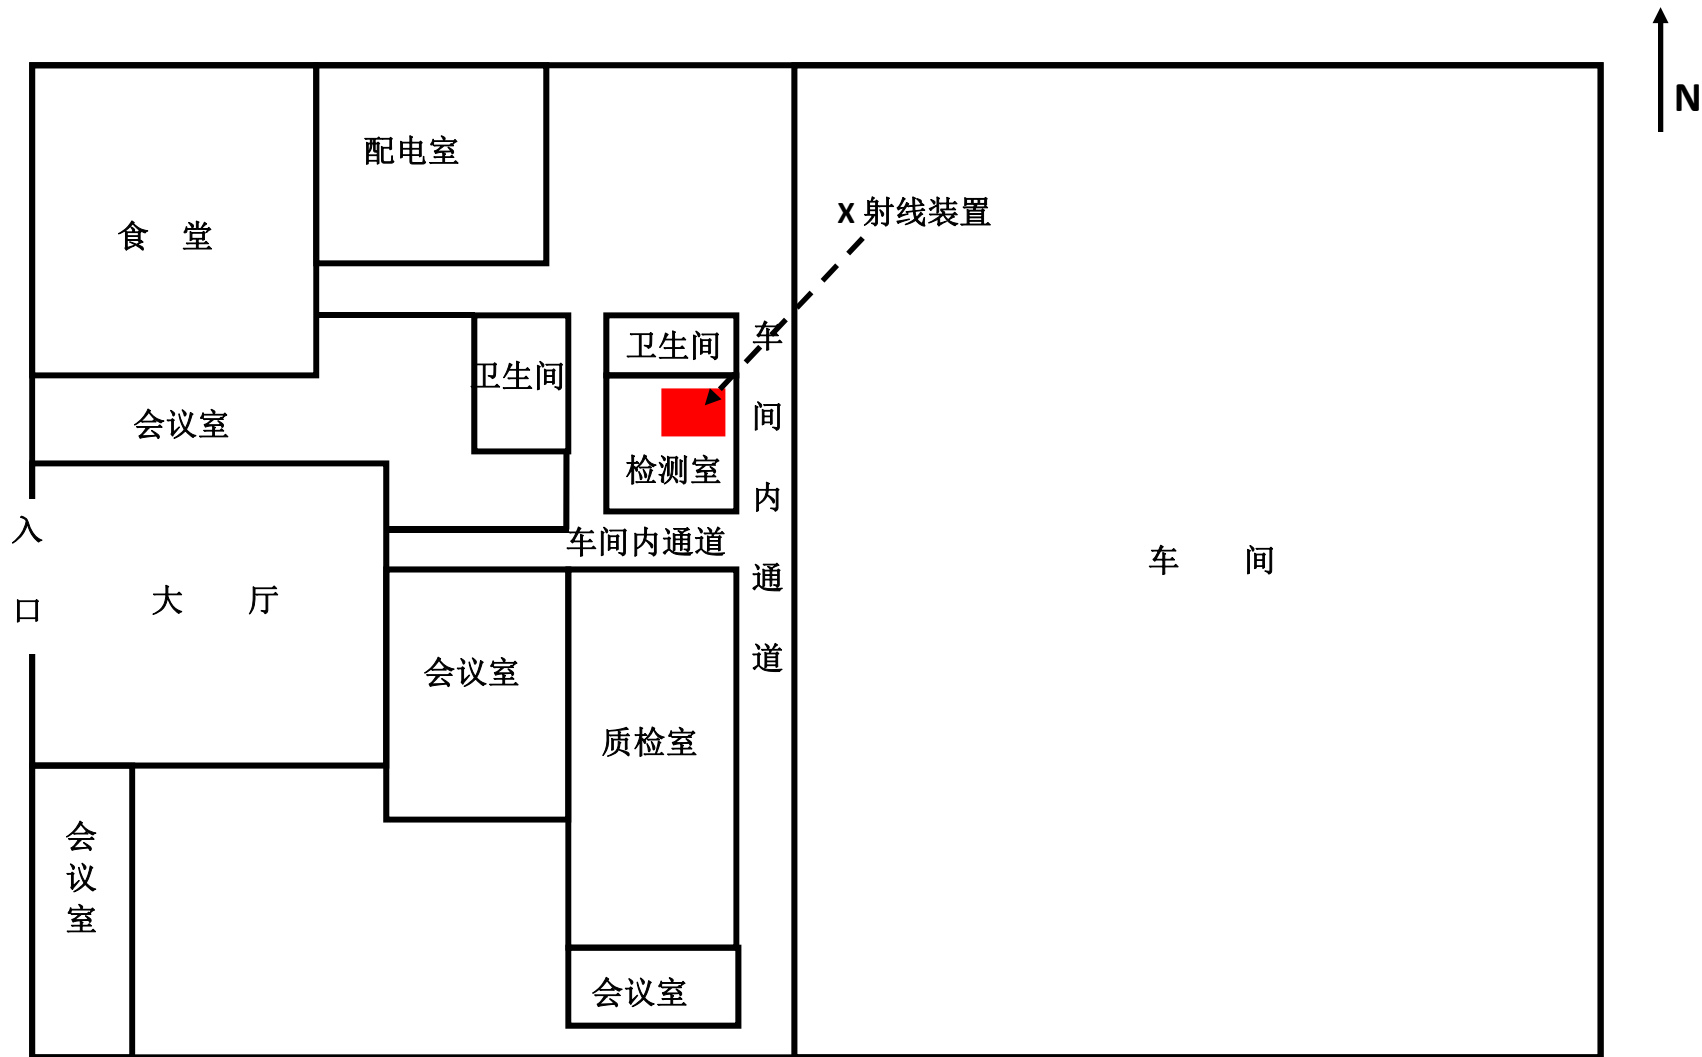 N
配电室
X 射线装置
食 堂
卫生间
卫生间
车间内通道
会议室
检测室
入口
车间内通道
大 厅
车 间
会议室
质检室
会议室
会议室